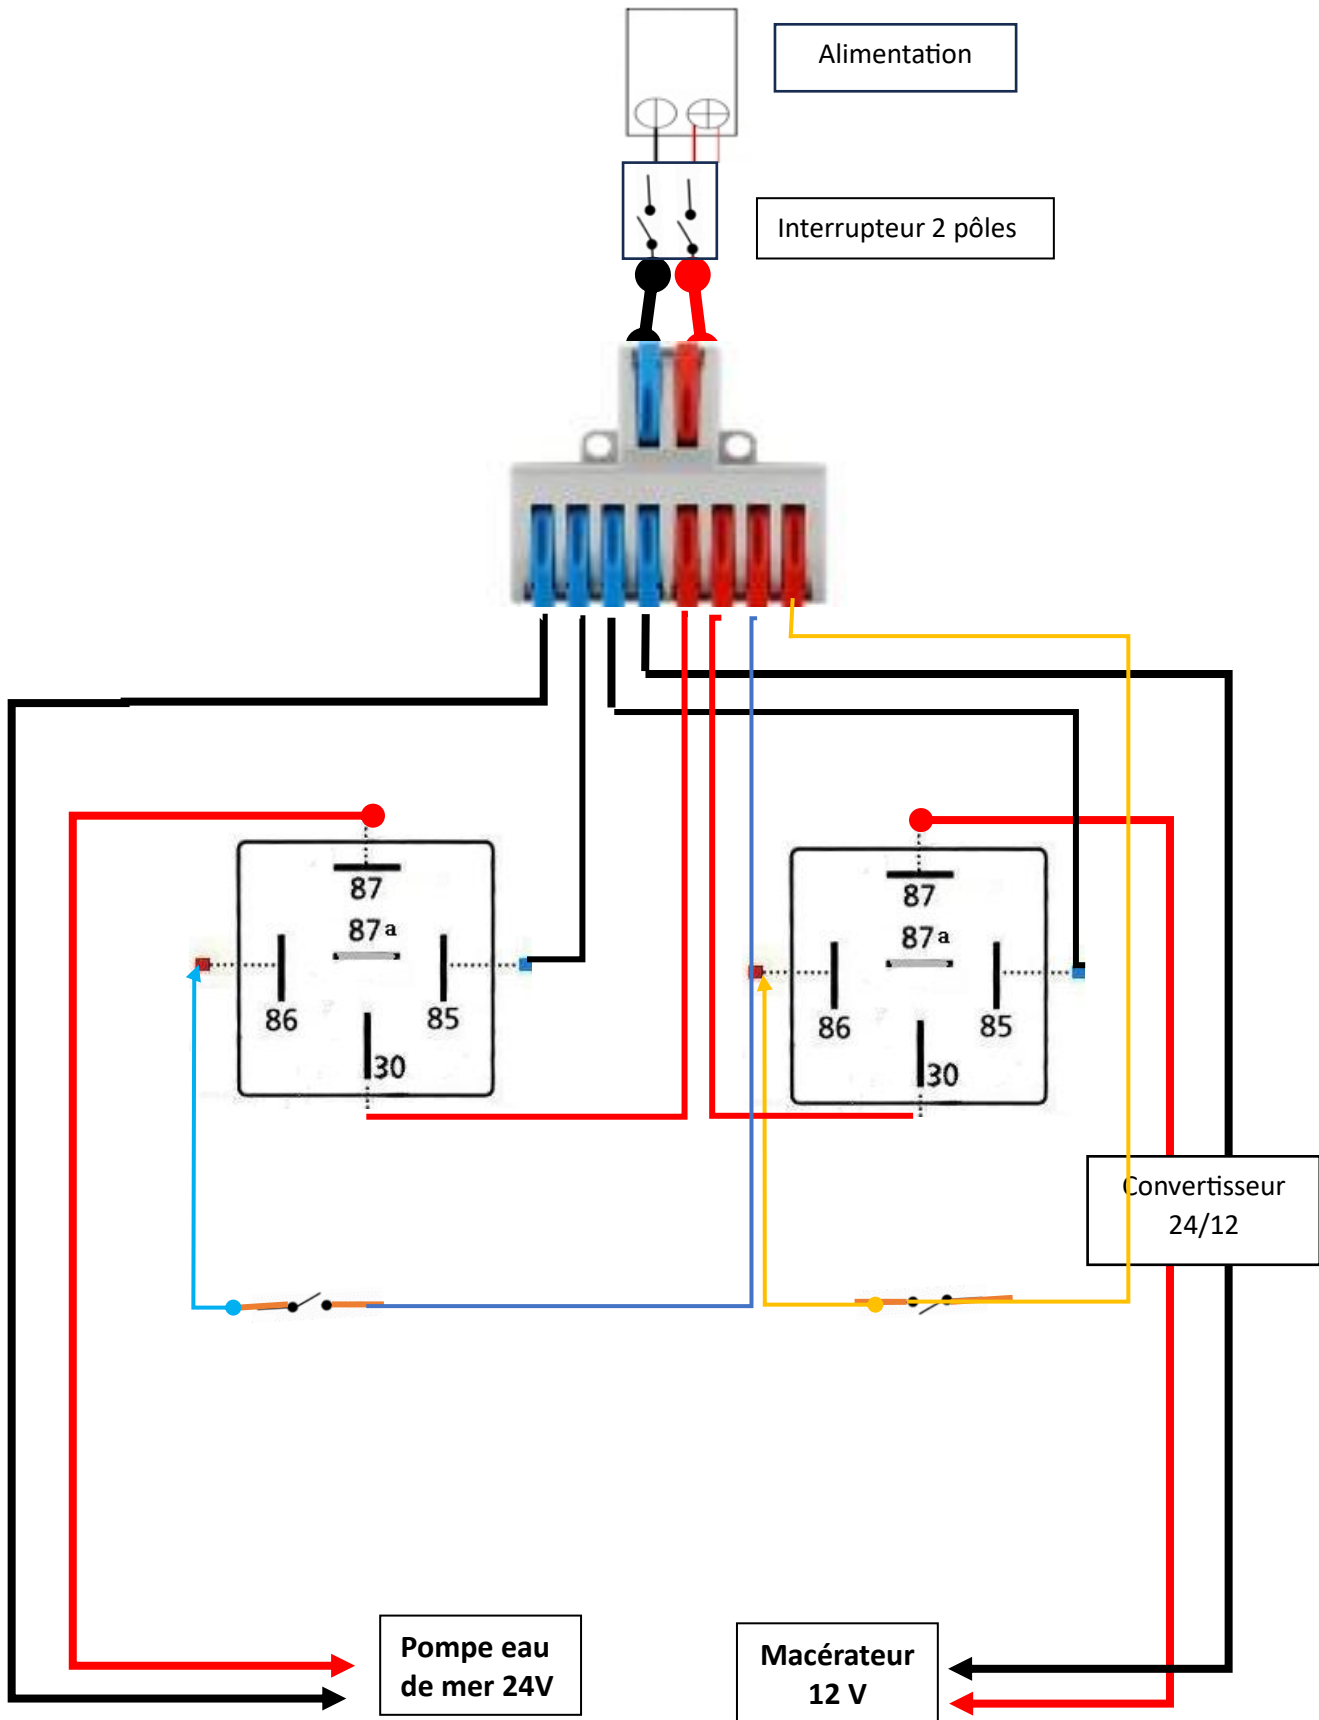 Alimentation
Interrupteur 2 pôles
87
87a
86
85
30
87
87a
86
85
30
Convertisseur
24/12
Pompe eau
de mer 24V
Macérateur
12 V